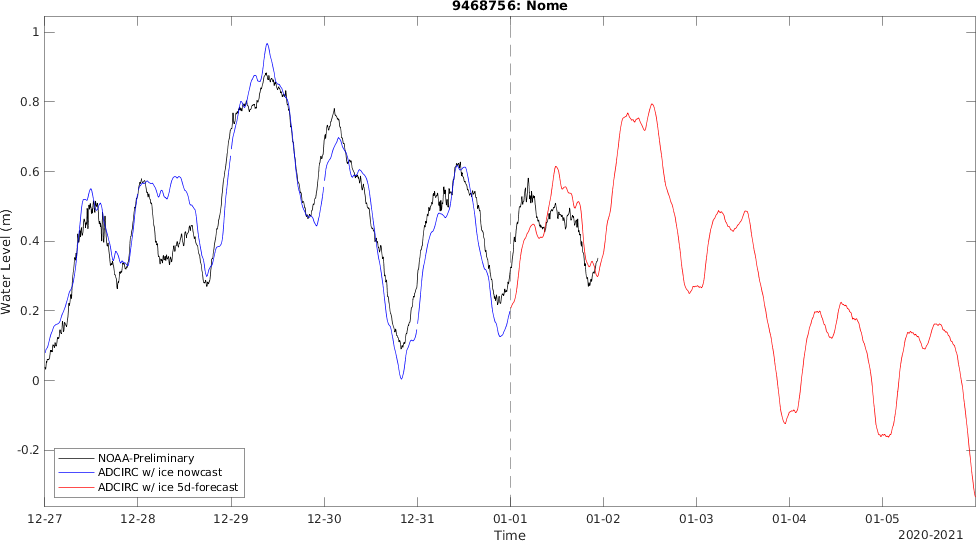 9468756: Nome
1
0.8
0.6
0.4
0.2
0
-0.2
Water Level (m)
NOAA-Preliminary
ADCIRC w/ ice nowcast
ADCIRC w/ ice 5d-forecast
12-27 12-28 12-29 12-30 12-31 01-01 01-02 01-03 01-04 01-05
Time
2020-2021